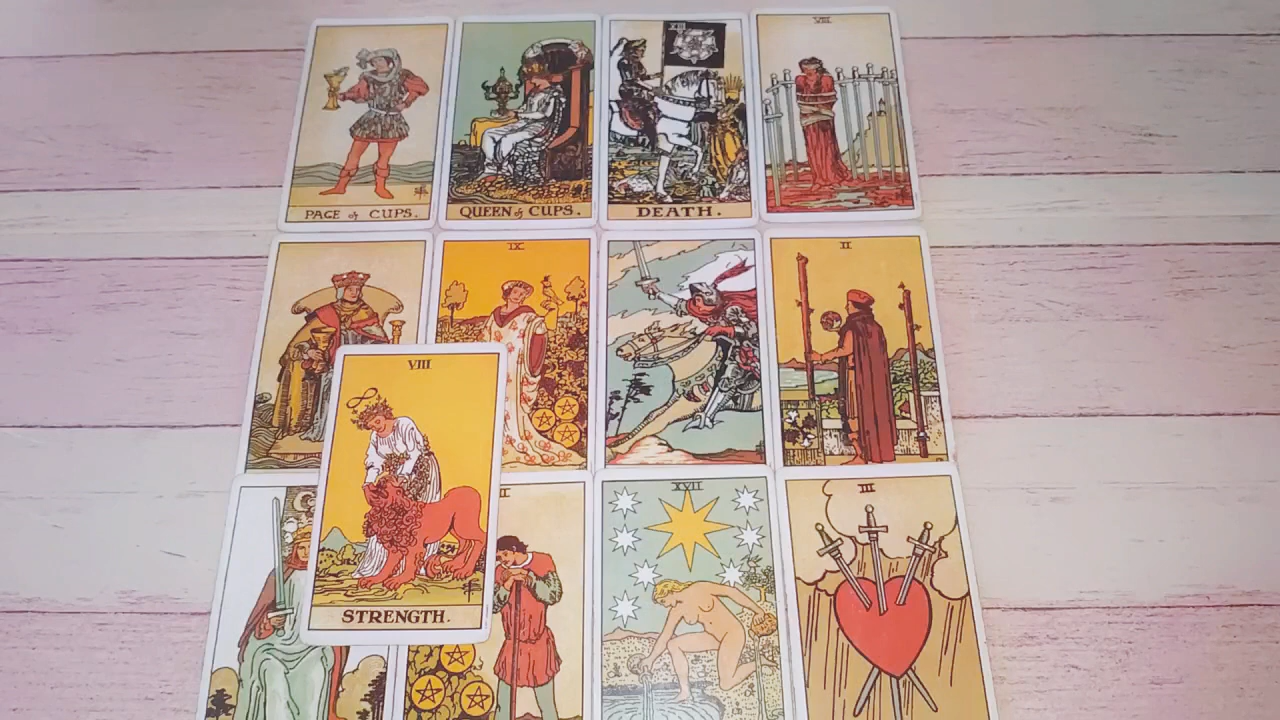 VIII
PAGE of CUPS.
QUEEN of CUPS.
XIII
DEATH.
IX
II
VIII
STRENGTH.
XVII
III